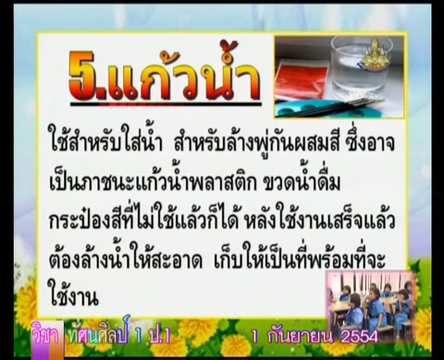 5.แก้วน้ำ
ใช้สำหรับใส่น้ำ สำหรับล้างพู่กันผสมสี ซึ่งอาจ
เป็นภาชนะแก้วน้ำพลาสติก ขวดน้ำดื่ม
กระป๋องสีที่ไม่ใช้แล้วก็ได้ หลังใช้งานเสร็จแล้ว
ต้องล้างน้ำให้สะอาด เก็บให้เป็นที่พร้อมที่จะ
ใช้งาน
วิชา ทัศนศิลป์ 1 ป.1 1 กันยายน 2554